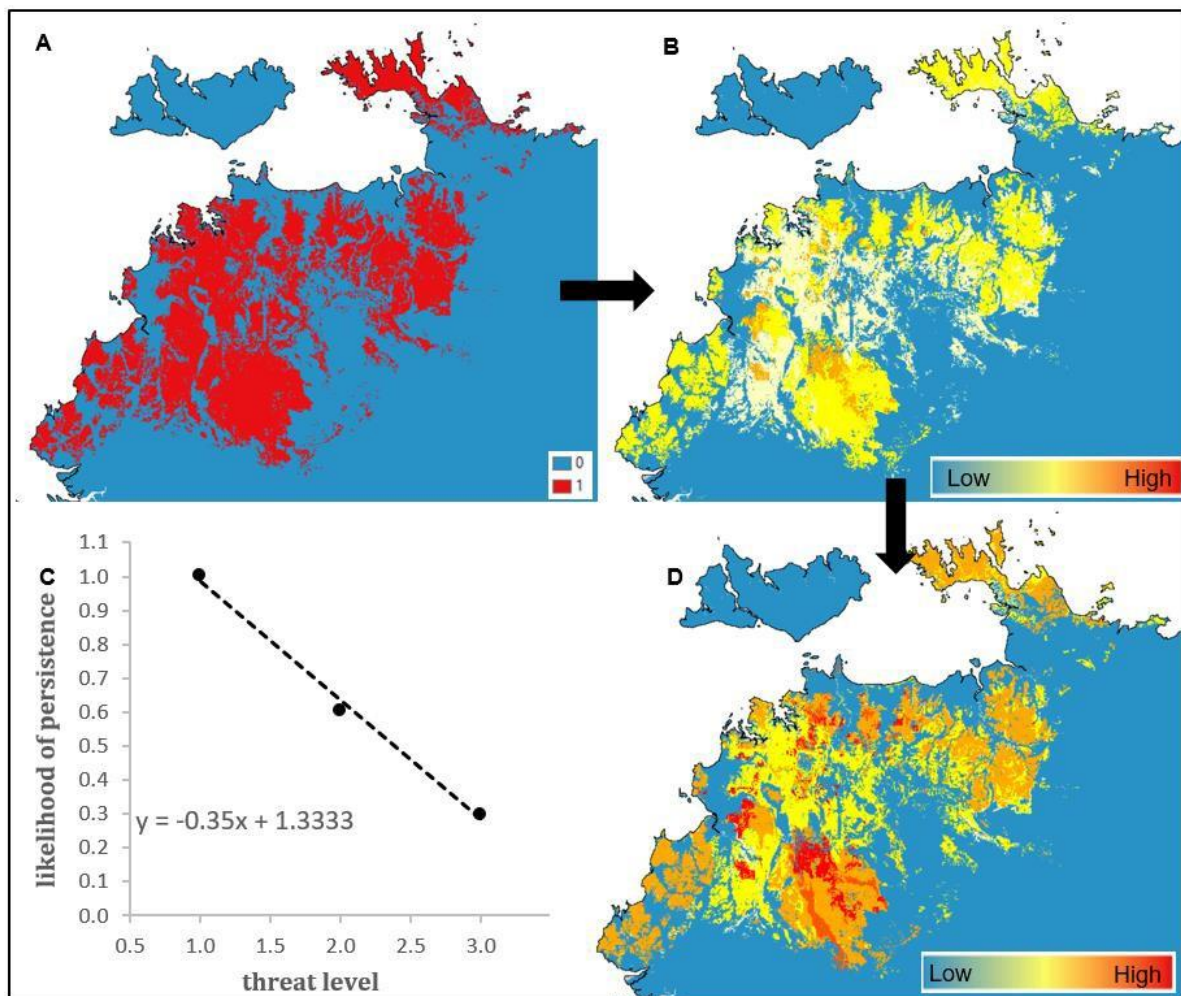 A
B
0
1
Low High
C
1.1
1.0
0.9
0.8
0.7
0.6
0.5
0.4
0.3
0.2
0.1
0.0
likelihood of persistence
y = -0.35x + 1.3333
0.5 1.0 1.5 2.0 2.5 3.0
threat level
D
Low High